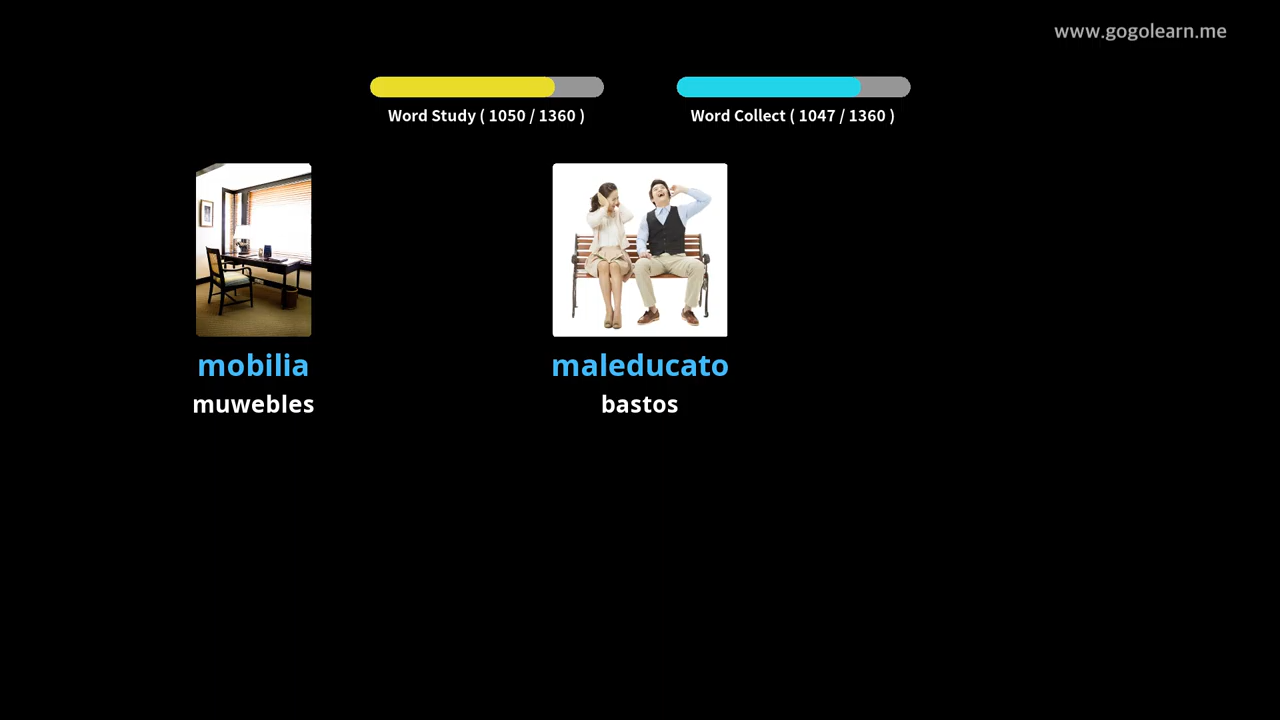 www.gogolearn.me
Word Study ( 1050 / 1360 )
Word Collect ( 1047 / 1360 )
mobilia
muwebles
maleducato
bastos